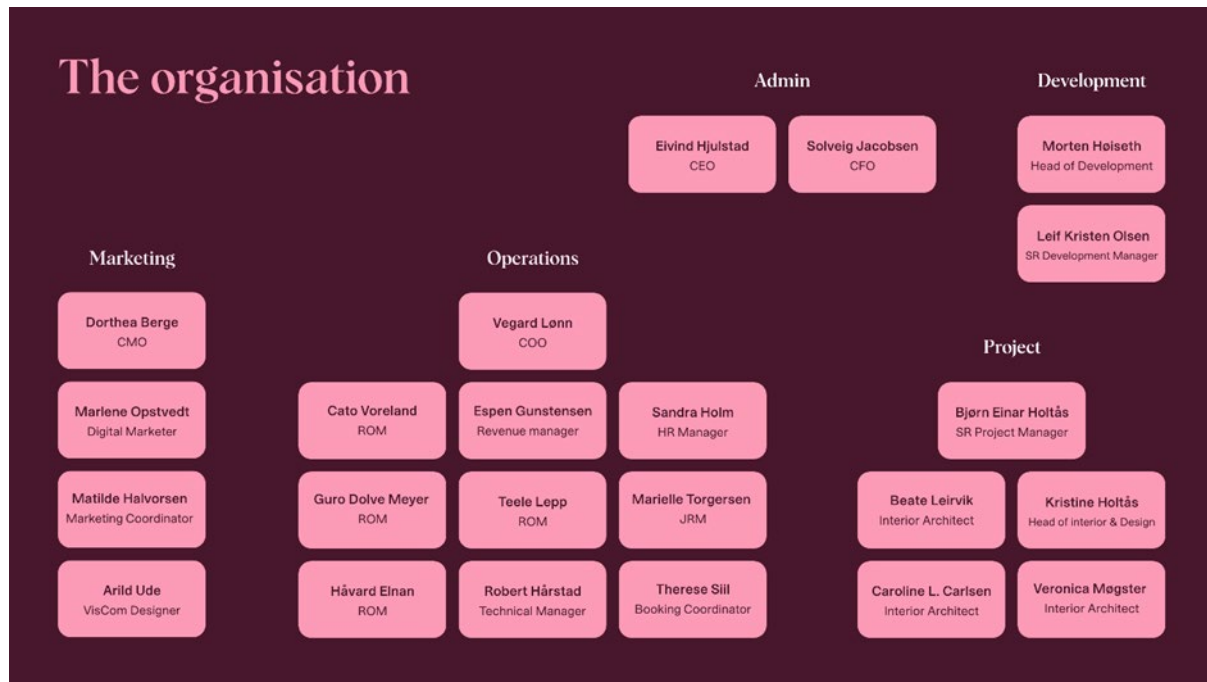 The organisation
Admin
Eivind Hjulstad
CEO
Solveig Jacobsen
CFO
Development
Morten Høiseth
Head of Development
Leif Kristen Olsen
SR Development Manager
Marketing
Dorthea Berge
CMO
Marlene Opstvedt
Digital Marketer
Matilde Halvorsen
Marketing Coordinator
Arild Ude
VisCom Designer
Operations
Vegard Lønn
COO
Cato Voreland
ROM
Espen Gunstensen
Revenue manager
Sandra Holm
HR Manager
Guro Dolve Meyer
ROM
Teele Lepp
ROM
Marielle Torgersen
JRM
Håvard Elnan
ROM
Robert Hårstad
Technical Manager
Therese Siil
Booking Coordinator
Project
Bjørn Einar Holtås
SR Project Manager
Beate Leirvik
Interior Architect
Kristine Holtås
Head of interior & Design
Caroline L. Carlsen
Interior Architect
Veronica Møgster
Interior Architect